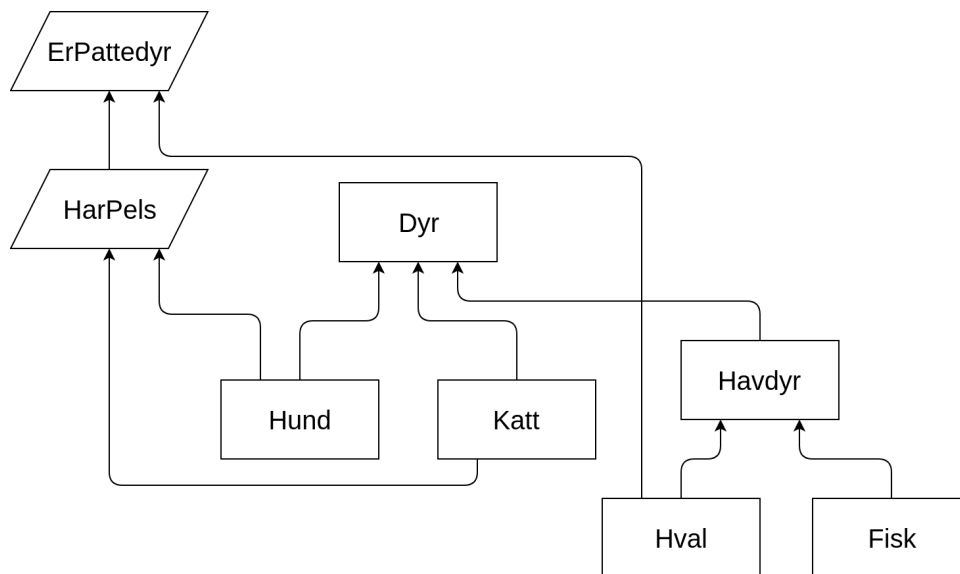 ErPattedyr
HarPels
Dyr
Havdyr
Hund
Katt
Hval
Fisk